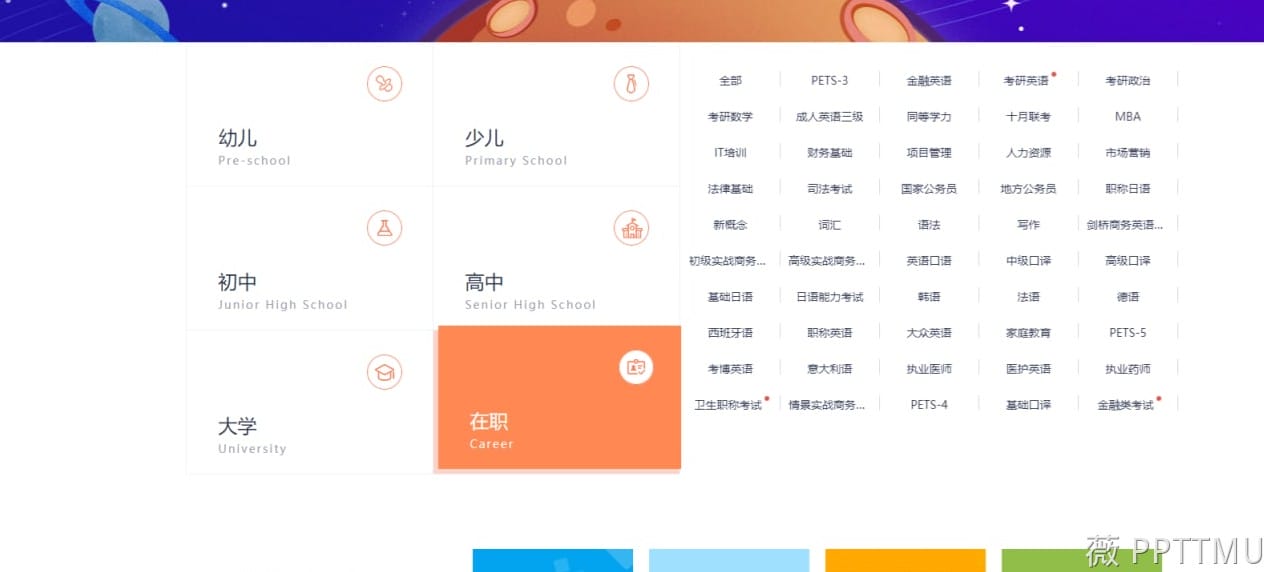 幼儿
Pre-school
少儿
Primary School
初中
Junior High School
高中
Senior High School
大学
University
在职
Career
全部 PETS-3 金融英语 考研英语 考研政治
考研数学 成人英语三级 同等学力 十月联考 MBA
IT培训 财务基础 项目管理 人力资源 市场营销
法律基础 司法考试 国家公务员 地方公务员 职称日语
新概念 词汇 语法 写作 剑桥商务英语...
初级实战商务... 高级实战商务... 英语口语 中级口译 高级口译
基础日语 日语能力考试 韩语 法语 德语
西班牙语 职称英语 大众英语 家庭教育 PETS-5
考博英语 意大利语 执业医师 医护英语 执业药师
卫生职称考试 情景实战商务... PETS-4 基础口译 金融类考试
薇 PPTTMU